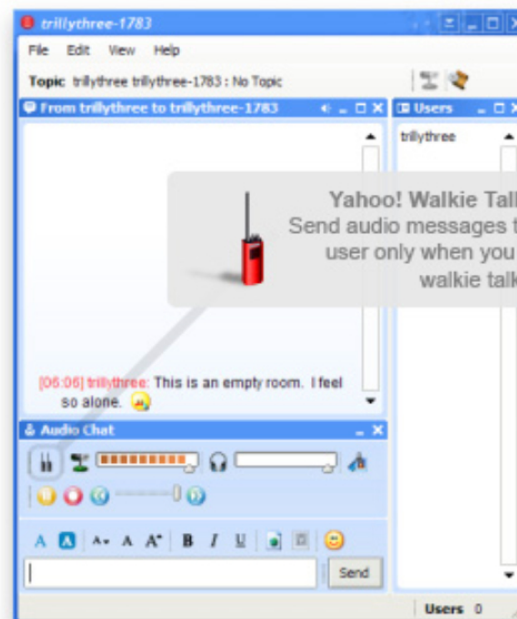 trillythree-1783
File Edit View Help
Topic trillythree trillythree-1783 : No Topic
From trillythree to trillythree-1783
Users
trillythree
Yahoo! Walkie Tal
Send audio messages
user only when you
walkie talk
[06:06] trillythree: This is an empty room. I feel
so alone.
Audio Chat
A A A A A B I U
Send
Users 0